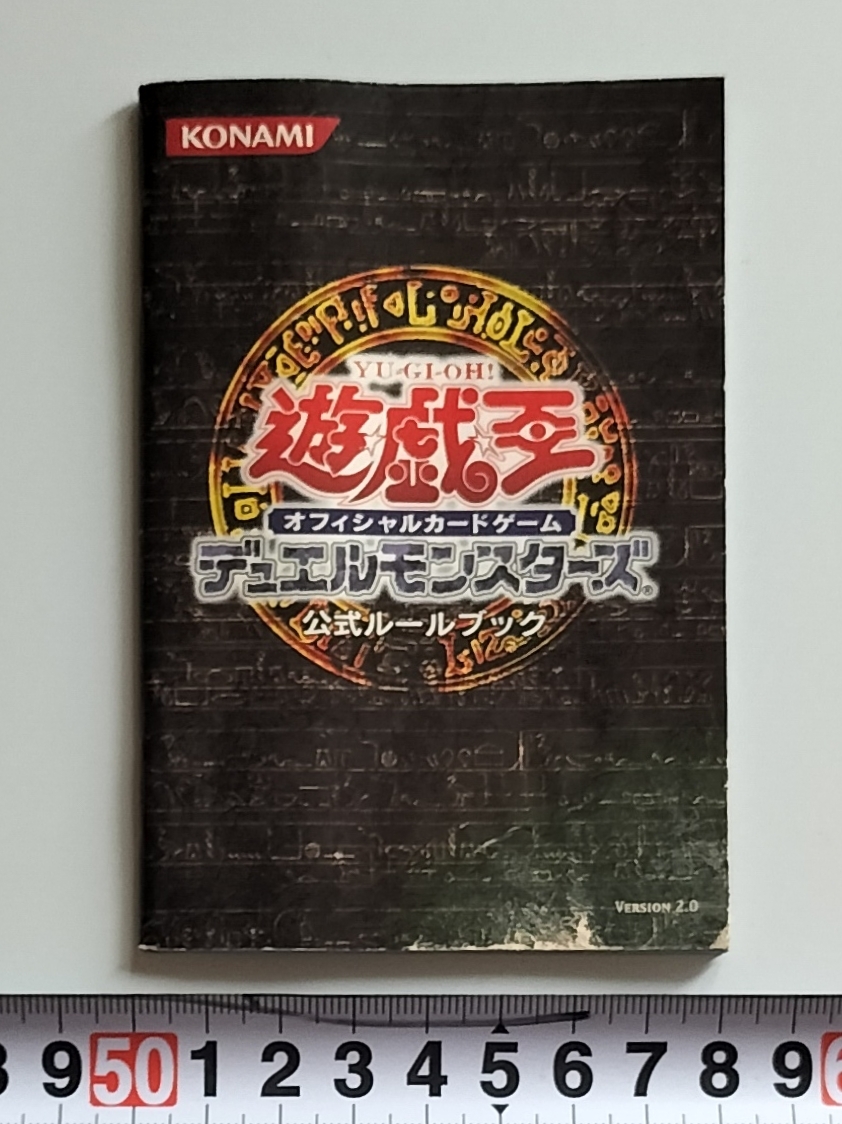 KONAMI
YU-GI-OH!
遊戯王
オフィシャルカードゲーム
デュエルモンスターズ®
公式ルールブック
VERSION 2.0
9 50 1 2 3 4 5 6 7 8 9